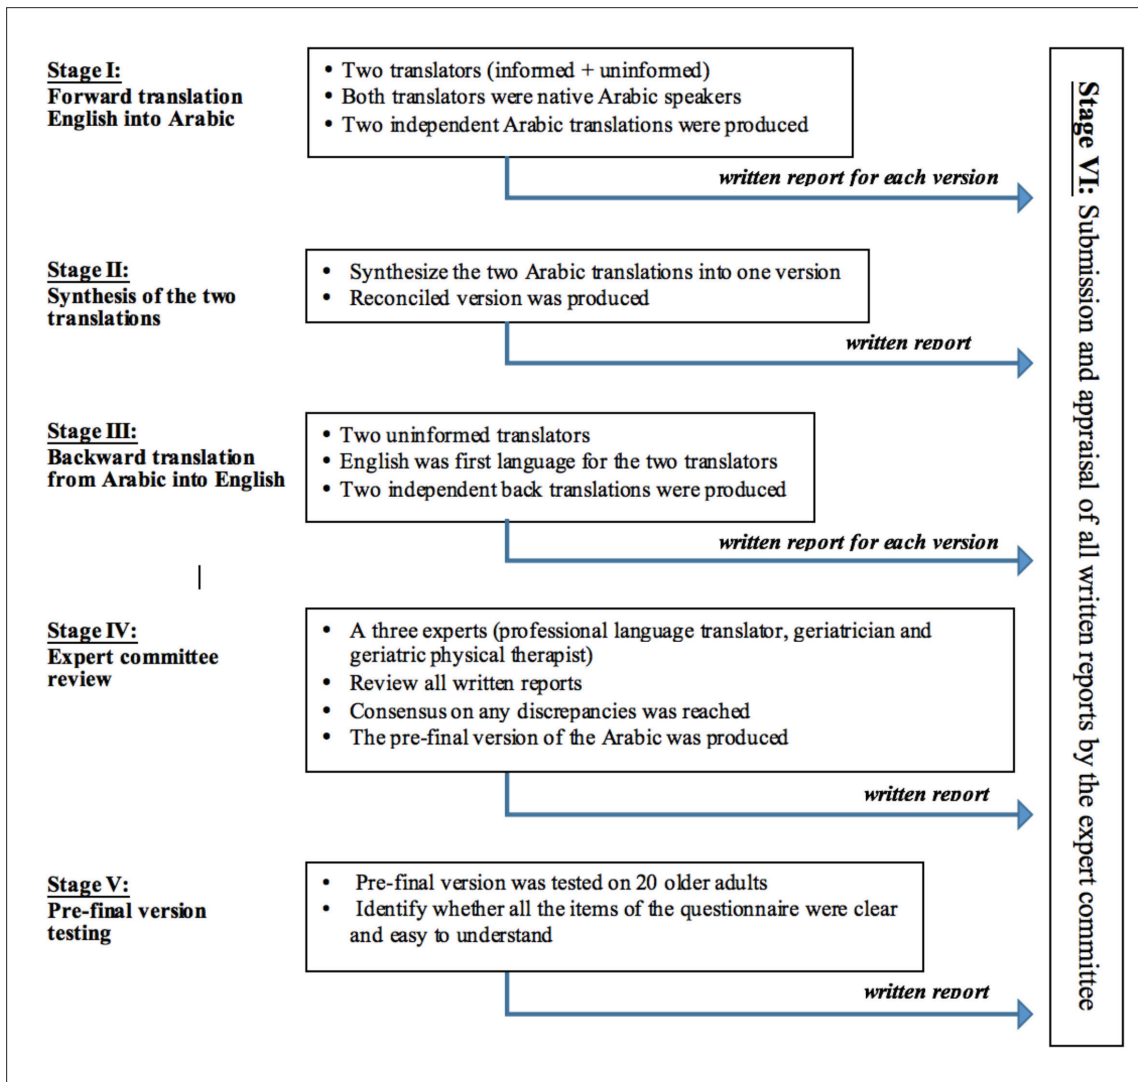 Stage I:
Forward translation
English into Arabic
• Two translators (informed + uninformed)
• Both translators were native Arabic speakers
• Two independent Arabic translations were produced
written report for each version
Stage II:
Synthesis of the two
translations
• Synthesize the two Arabic translations into one version
• Reconciled version was produced
written report
Stage III:
Backward translation
from Arabic into English
• Two uninformed translators
• English was first language for the two translators
• Two independent back translations were produced
written report for each version
Stage IV:
Expert committee
review
• A three experts (professional language translator, geriatrician and
geriatric physical therapist)
• Review all written reports
• Consensus on any discrepancies was reached
• The pre-final version of the Arabic was produced
written report
Stage V:
Pre-final version
testing
• Pre-final version was tested on 20 older adults
• Identify whether all the items of the questionnaire were clear
and easy to understand
written report
Stage VI: Submission and appraisal of all written reports by the expert committee